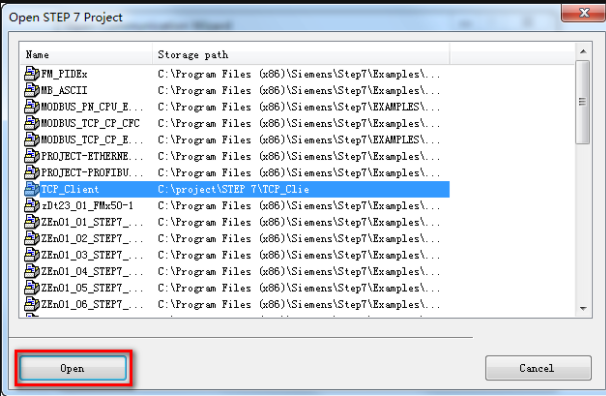 Open STEP 7 Project
Name Storage path
FM_PIDEx C:\Program Files (x86)\Siemens\Step7\Examples\...
MB_ASCII C:\Program Files (x86)\Siemens\Step7\Examples\...
MODBUS_PN_CPU_E... C:\Program Files (x86)\Siemens\Step7\EXAMPLES\...
MODBUS_TCP_CP_CFC C:\Program Files (x86)\Siemens\Step7\Examples\...
MODBUS_TCP_CP_E... C:\Program Files (x86)\Siemens\Step7\EXAMPLES\...
PROJECT-ETHERNE... C:\Program Files (x86)\Siemens\Step7\Examples\...
PROJECT-PROFIBU... C:\Program Files (x86)\Siemens\Step7\Examples\...
TCP_Client C:\project\STEP 7\TCP_Clie
zDt23_01_FMx50-1 C:\Program Files (x86)\Siemens\Step7\Examples\...
ZEn01_01_STEP7_... C:\Program Files (x86)\Siemens\Step7\Examples\...
ZEn01_02_STEP7_... C:\Program Files (x86)\Siemens\Step7\Examples\...
ZEn01_03_STEP7_... C:\Program Files (x86)\Siemens\Step7\Examples\...
ZEn01_04_STEP7_... C:\Program Files (x86)\Siemens\Step7\Examples\...
ZEn01_05_STEP7_... C:\Program Files (x86)\Siemens\Step7\Examples\...
ZEn01_06_STEP7_... C:\Program Files (x86)\Siemens\Step7\Examples\...
Open Cancel